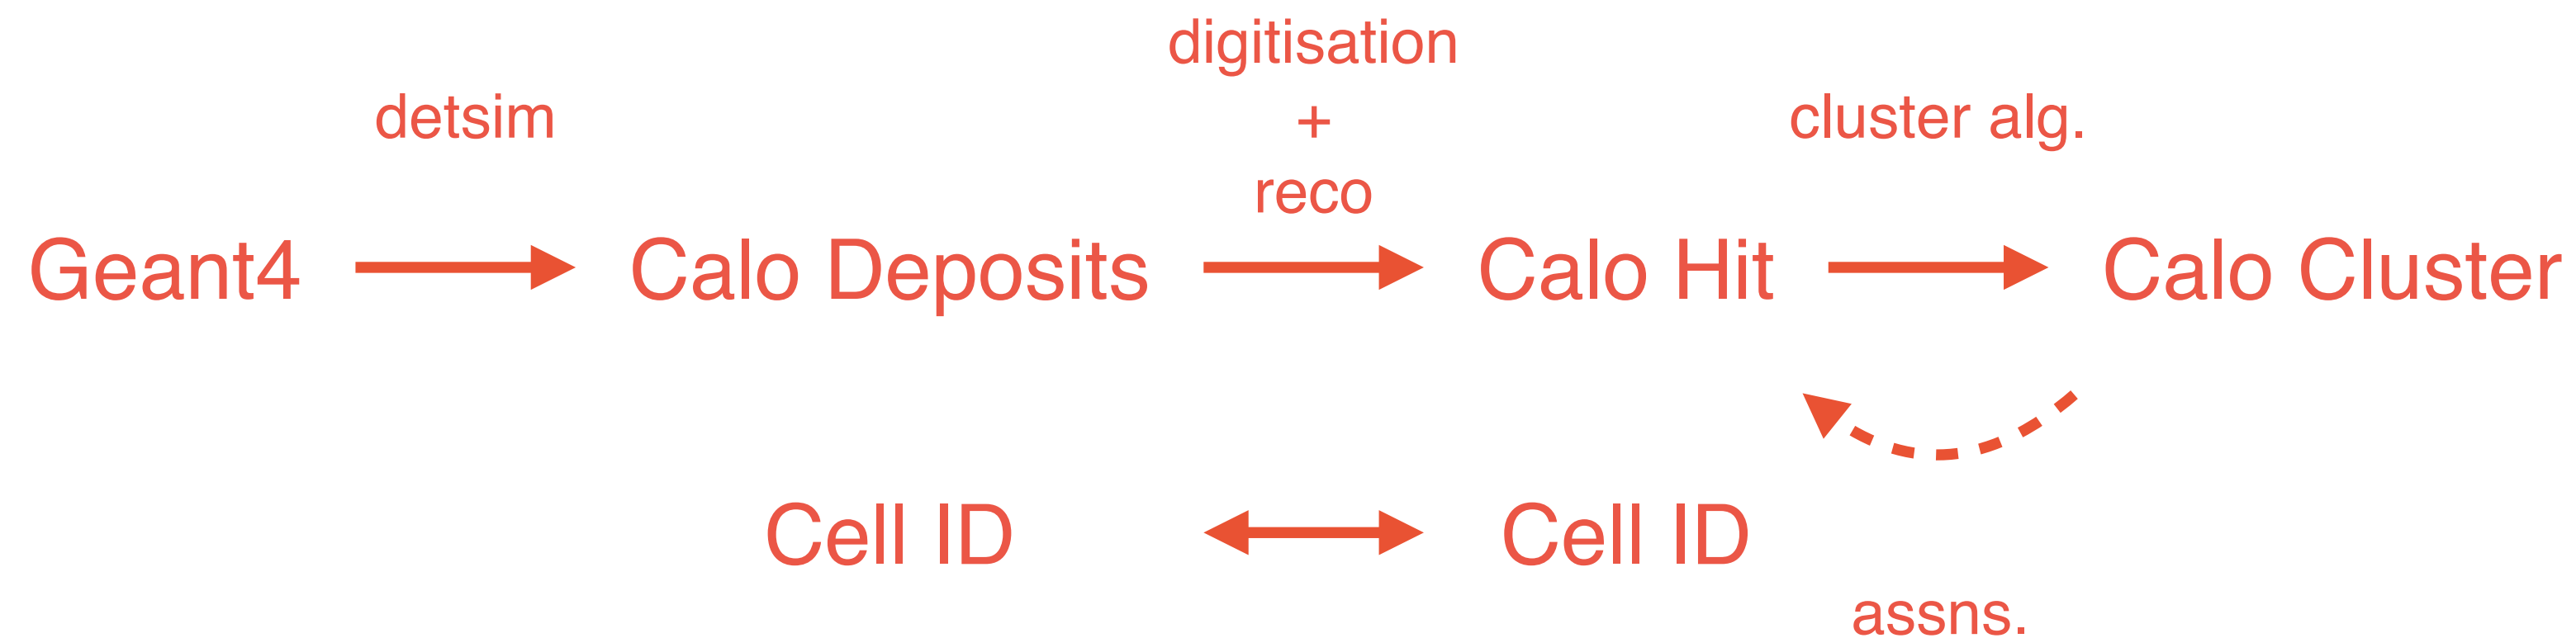 digitisation
+
reco
detsim
cluster alg.
Geant4
Calo Deposits
Calo Hit
Calo Cluster
Cell ID
Cell ID
assns.